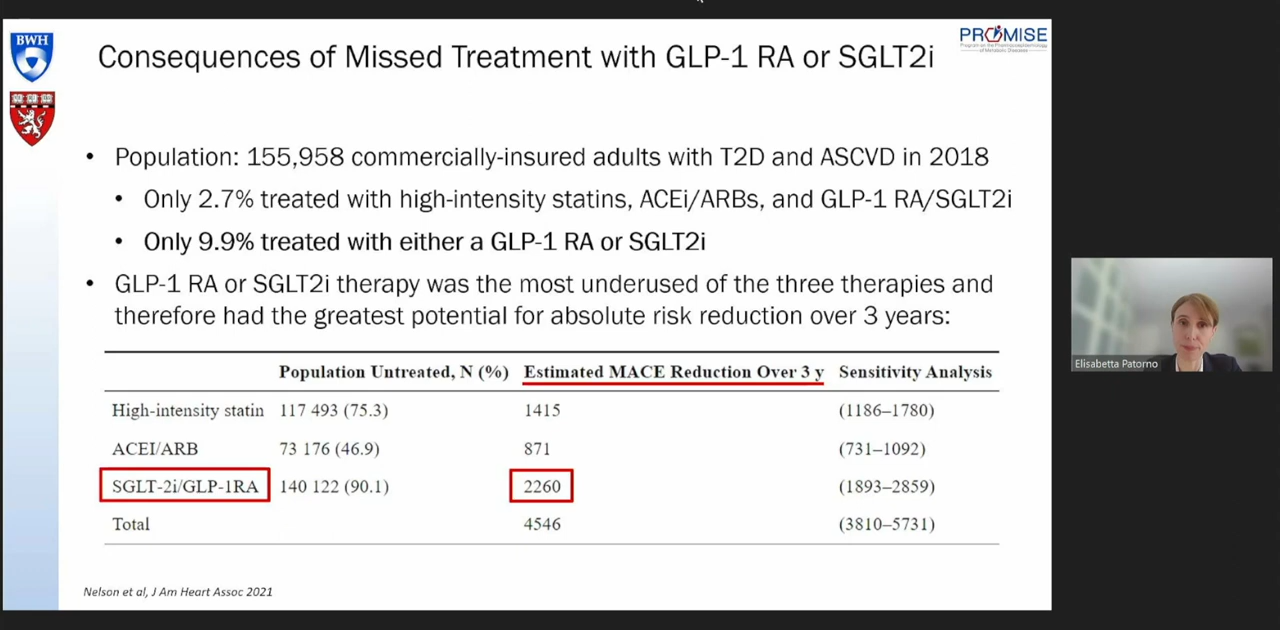 BWH
PROMISE
Consequences of Missed Treatment with GLP-1 RA or SGLT2i
• Population: 155,958 commercially-insured adults with T2D and ASCVD in 2018
• Only 2.7% treated with high-intensity statins, ACEi/ARBs, and GLP-1 RA/SGLT2i
• Only 9.9% treated with either a GLP-1 RA or SGLT2i
• GLP-1 RA or SGLT2i therapy was the most underused of the three therapies and
therefore had the greatest potential for absolute risk reduction over 3 years:
Population Untreated, N (%) Estimated MACE Reduction Over 3 y Sensitivity Analysis
High-intensity statin 117 493 (75.3) 1415 (1186–1780)
ACEI/ARB 73 176 (46.9) 871 (731–1092)
SGLT-2i/GLP-1RA 140 122 (90.1) 2260 (1893–2859)
Total 4546 (3810–5731)
Nelson et al, J Am Heart Assoc 2021
Elisabetta Patorno